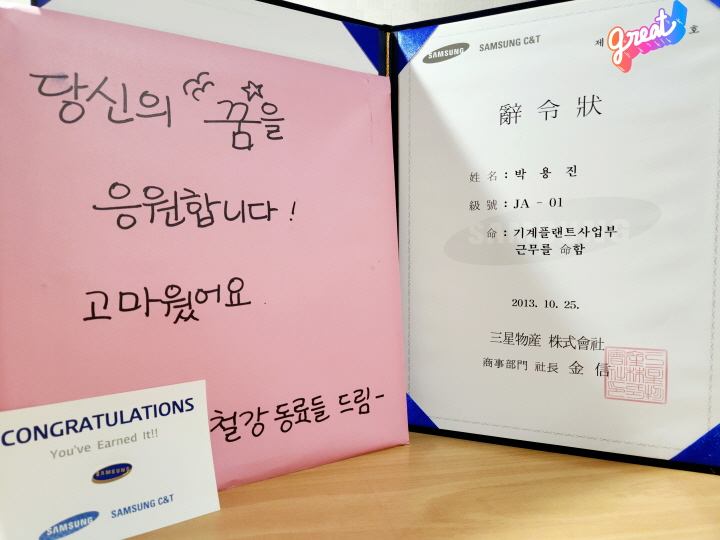 당신의 "꿈"을
응원합니다!
고마웠어요
철강 동료들 드림-
CONGRATULATIONS
You've Earned It!!
SAMSUNG
SAMSUNG SAMSUNG C&T
SAMSUNG SAMSUNG C&T
제 great 호
辭令狀
姓名 : 박용진
級號 : JA - 01
命 : 기계플랜트사업부
근무를 命함
SAMSUNG
2013. 10. 25.
三星物産 株式會社
商事部門 社長 金信